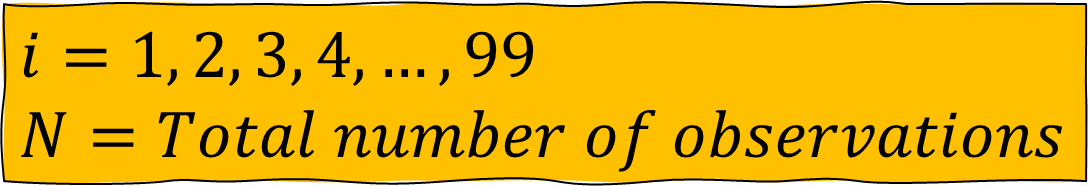 i = 1, 2, 3, 4, ... , 99
N = Total number of observations